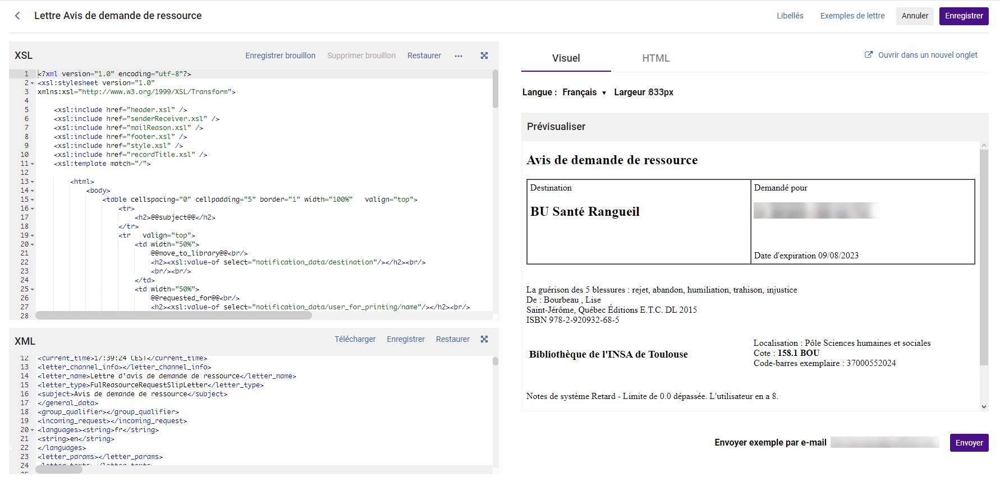 Lettre Avis de demande de ressource
Libellés
Exemples de lettre
Annuler
Enregistrer
XSL
Enregistrer brouillon
Supprimer brouillon
Restaurer
...
1 <?xml version="1.0" encoding="utf-8"?>
2 <xsl:stylesheet version="1.0"
3 xmlns:xsl="http://www.w3.org/1999/XSL/Transform">
4
5 <xsl:include href="header.xsl" />
6 <xsl:include href="senderReceiver.xsl" />
7 <xsl:include href="mailReason.xsl" />
8 <xsl:include href="footer.xsl" />
9 <xsl:include href="style.xsl" />
10 <xsl:include href="recordTitle.xsl" />
11 <xsl:template match="/">
12
13 <html>
14 <body>
15 <table cellspacing="0" cellpadding="5" border="1" width="100%" valign="top">
16 <tr>
17 <h2>@@subject@@</h2>
18 </tr>
19 <tr valign="top">
20 <td width="50%">
21 @@move_to_library@@<br/>
22 <h2><xsl:value-of select="notification_data/destination"/></h2><br/>
23 <br/><br/>
24 </td>
25 <td width="50%">
26 @@requested_for@@<br/>
27 <h2><xsl:value-of select="notification_data/user_for_printing/name"/></h2><br/>
28
XML
Télécharger
Enregistrer
Restaurer
12 <current_time>17:39:24 CEST</current_time>
13 <letter_channel_info></letter_channel_info>
14 <letter_name>Lettre d'avis de demande de ressource</letter_name>
15 <letter_type>FulReasourceRequestSlipLetter</letter_type>
16 <subject>Avis de demande de ressource</subject>
17 </general_data>
18 <group_qualifier></group_qualifier>
19 <incoming_request></incoming_request>
20 <languages><string>fr</string>
21 <string>en</string>
22 </languages>
23 <letter_params></letter_params>
24 <letter_texts></letter_texts>
Visuel
HTML
Ouvrir dans un nouvel onglet
Langue : Français Largeur :833px
Prévisualiser
Avis de demande de ressource
Destination
BU Santé Rangueil
Demandé pour
Date d'expiration 09/08/2023
La guérison des 5 blessures : rejet, abandon, humiliation, trahison, injustice
De : Bourbeau , Lise
Saint-Jérôme, Québec Éditions E.T.C. DL 2015
ISBN 978-2-920932-68-5
Bibliothèque de l'INSA de Toulouse
Localisation : Pôle Sciences humaines et sociales
Cote : 158.1 BOU
Code-barres exemplaire : 37000552024
Notes de système Retard - Limite de 0.0 dépassée. L'utilisateur en a 8.
Envoyer exemple par e-mail
Envoyer